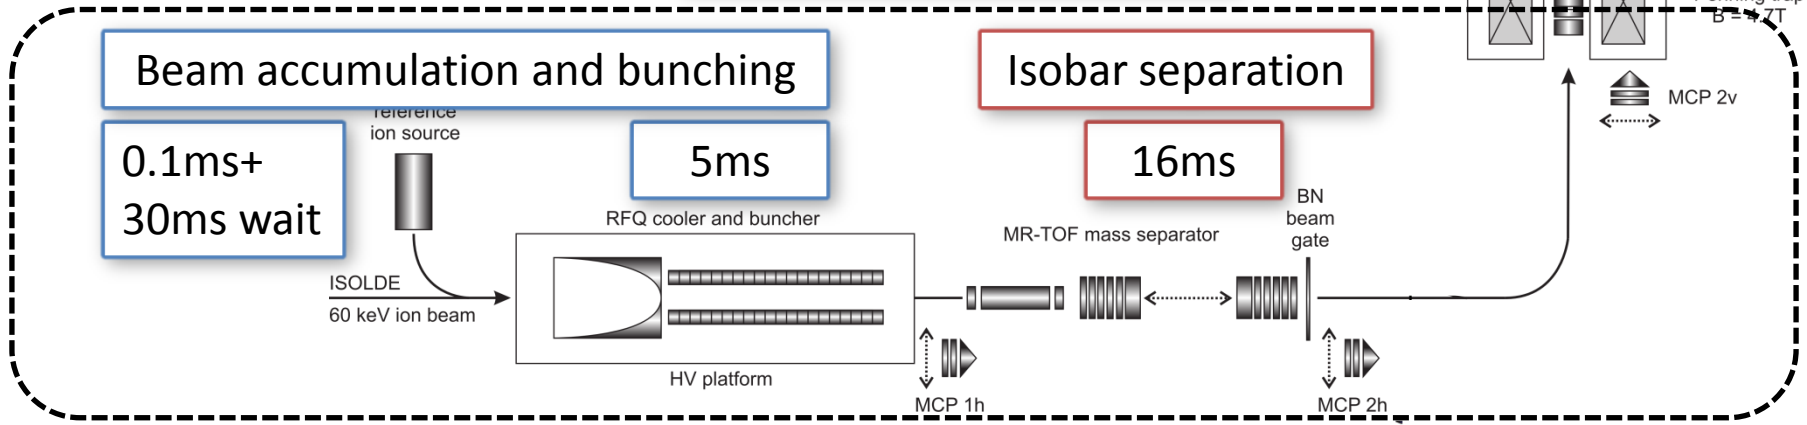 B = 4.7T
Beam accumulation and bunching
Isobar separation
MCP 2v
reference
ion source
0.1ms+
30ms wait
5ms
16ms
RFQ cooler and buncher
MR-TOF mass separator
BN
beam
gate
ISOLDE
60 keV ion beam
HV platform
MCP 1h
MCP 2h